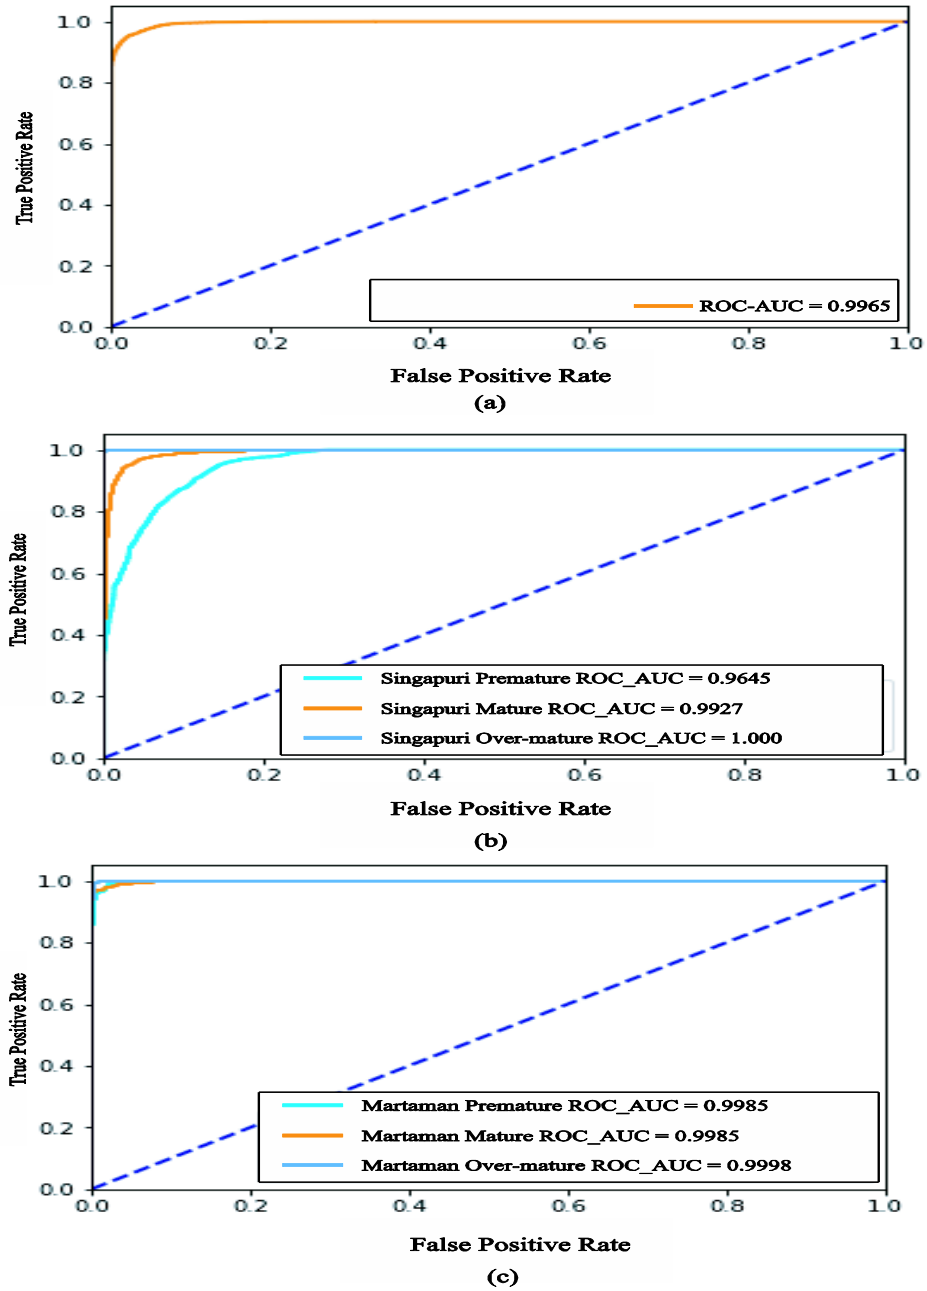 1.0
0.8
0.6
0.4
0.2
0.0
True Positive Rate
ROC-AUC = 0.9965
0.0 0.2 0.4 0.6 0.8 1.0
False Positive Rate
(a)
1.0
0.8
0.6
0.4
0.2
0.0
True Positive Rate
Singapuri Premature ROC_AUC = 0.9645
Singapuri Mature ROC_AUC = 0.9927
Singapuri Over-mature ROC_AUC = 1.000
0.0 0.2 0.4 0.6 0.8 1.0
False Positive Rate
(b)
1.0
0.8
0.6
0.4
0.2
0.0
True Positive Rate
Martaman Premature ROC_AUC = 0.9985
Martaman Mature ROC_AUC = 0.9985
Martaman Over-mature ROC_AUC = 0.9998
0.0 0.2 0.4 0.6 0.8 1.0
False Positive Rate
(c)